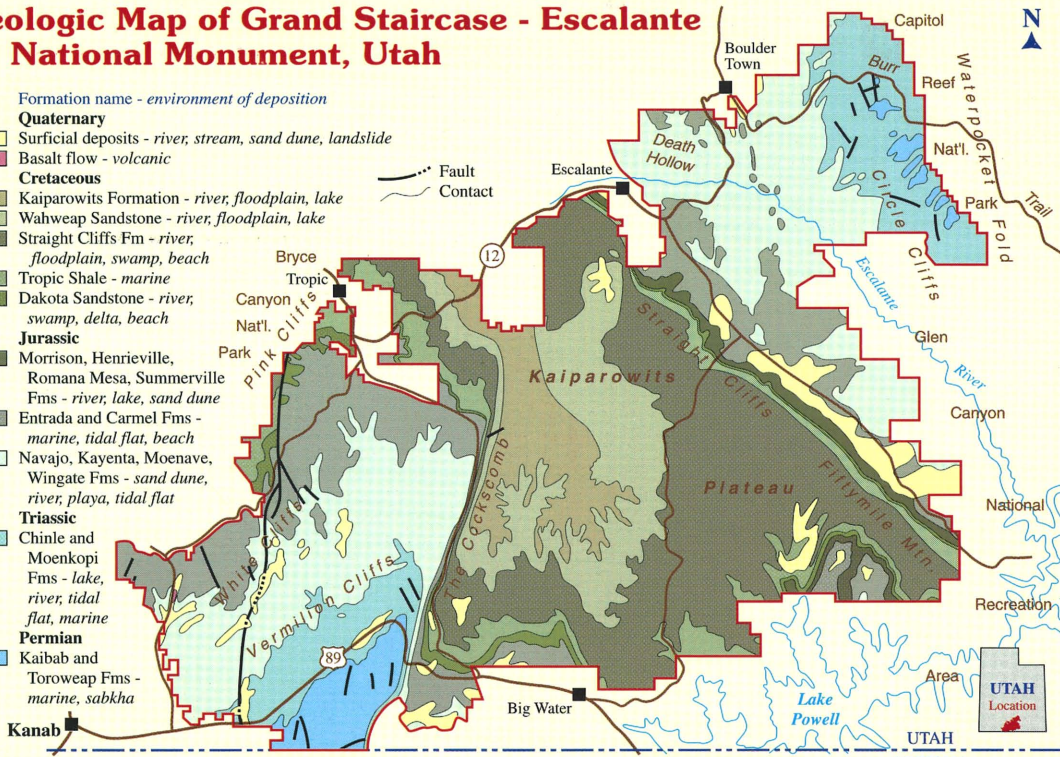 eologic Map of Grand Staircase - Escalante
National Monument, Utah
Formation name - environment of deposition
Quaternary
Surficial deposits - river, stream, sand dune, landslide
Basalt flow - volcanic
Cretaceous
Kaiparowits Formation - river, floodplain, lake
Wahweap Sandstone - river, floodplain, lake
Straight Cliffs Fm - river,
floodplain, swamp, beach
Tropic Shale - marine
Dakota Sandstone - river,
swamp, delta, beach
Jurassic
Morrison, Henrieville,
Romana Mesa, Summerville
Fms - river, lake, sand dune
Entrada and Carmel Fms -
marine, tidal flat, beach
Navajo, Kayenta, Moenave,
Wingate Fms - sand dune,
river, playa, tidal flat
Triassic
Chinle and
Moenkopi
Fms - lake,
river, tidal
flat, marine
Permian
Kaibab and
Toroweap Fms -
marine, sabkha
Fault
Contact
N
Capitol
Reef
Nat'l.
Park
Waterpocket Fold
Burr
Trail
Boulder
Town
Death
Hollow
Escalante
Circle Cliffs
12
Bryce
Canyon
Nat'l.
Park
Tropic
Pink Cliffs
Escalante
River
Glen
Canyon
National
Recreation
Area
Straight Cliffs
Kaiparowits
Plateau
Fiftymile Mtn.
The Cockscomb
White Cliffs
Vermilion Cliffs
89
Kanab
Big Water
Lake
Powell
UTAH
UTAH
Location